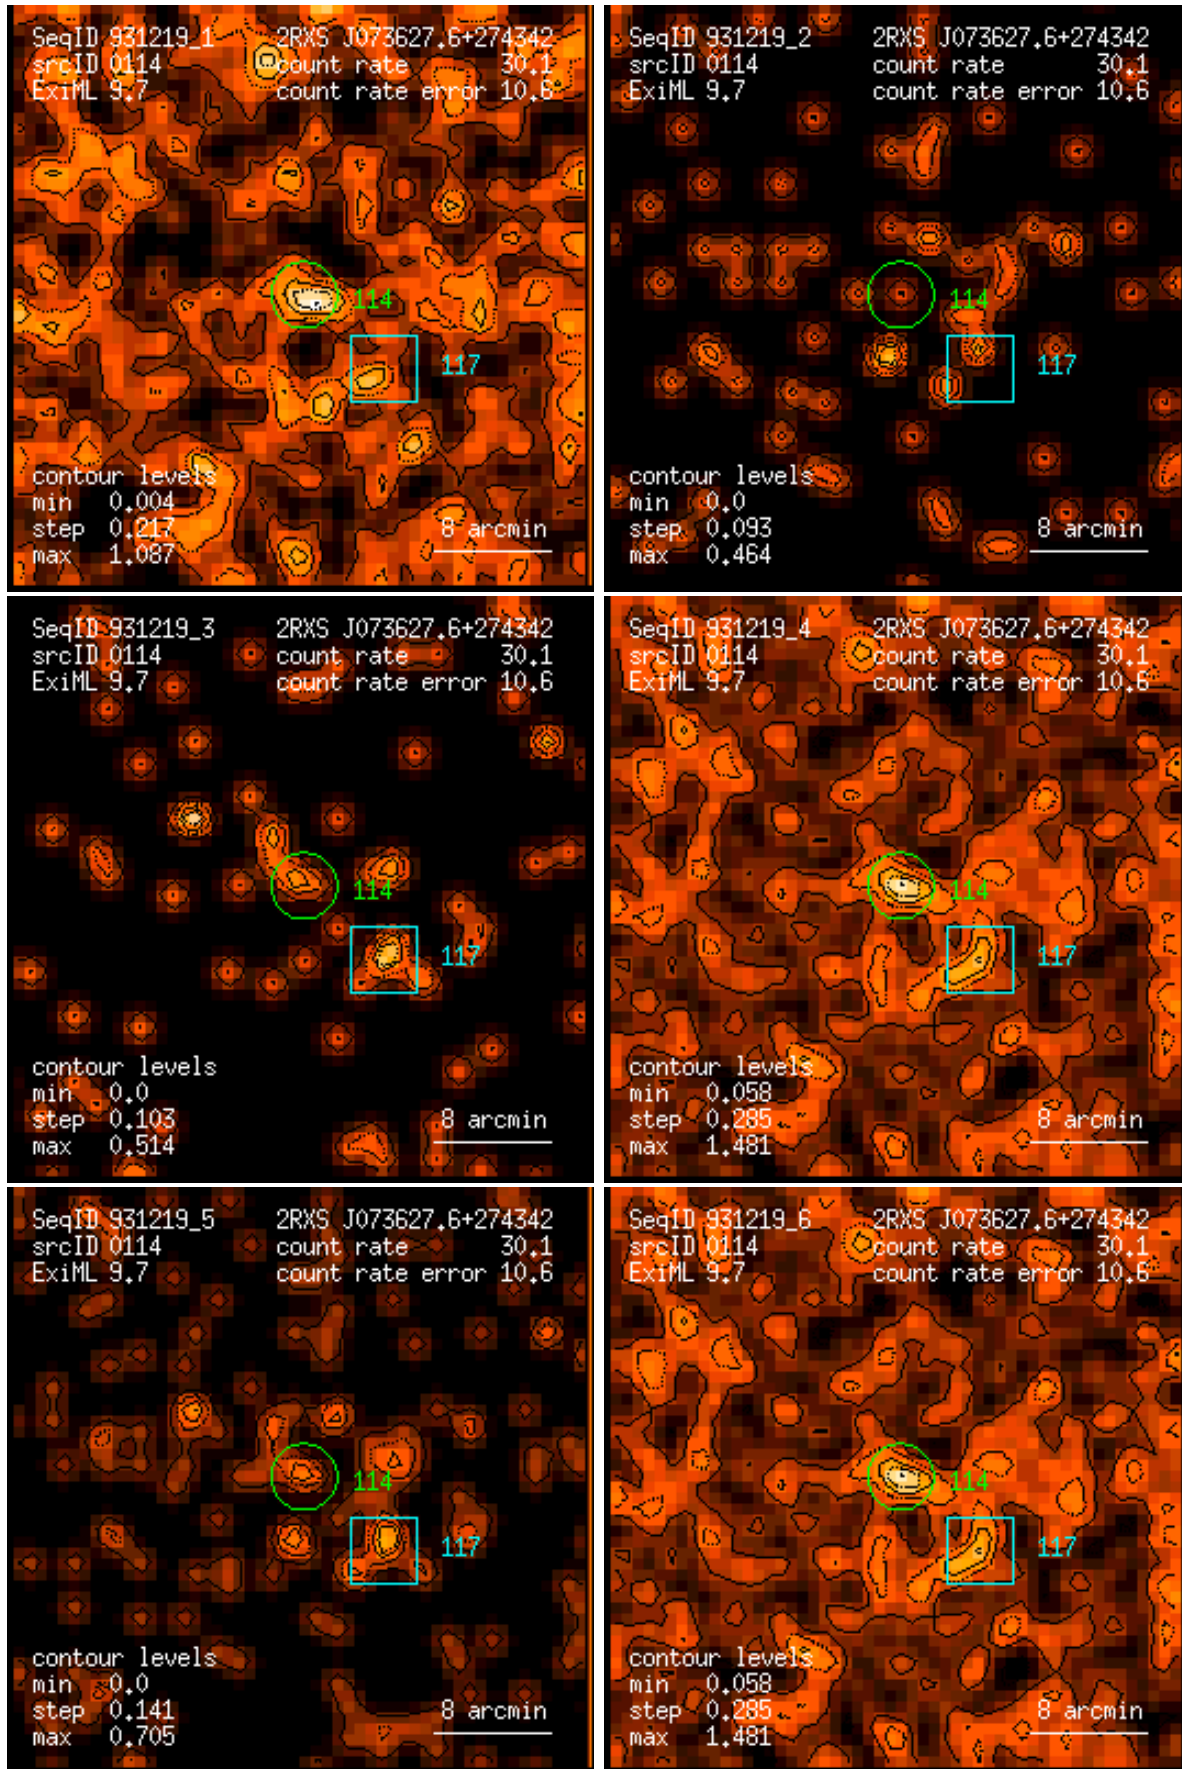 SeqID 931219_1 2RXS J073627.6+274342
srcID 0114 count rate 30.1
ExiML 9.7 count rate error 10.6
114
117
contour levels
min 0.004
step 0.217 8 arcmin
max 1.087
SeqID 931219_2 2RXS J073627.6+274342
srcID 0114 count rate 30.1
ExiML 9.7 count rate error 10.6
114
117
contour levels
min 0.0
step 0.093 8 arcmin
max 0.464
SeqID 931219_3 2RXS J073627.6+274342
srcID 0114 count rate 30.1
ExiML 9.7 count rate error 10.6
114
117
contour levels
min 0.0
step 0.103 8 arcmin
max 0.514
SeqID 931219_4 2RXS J073627.6+274342
srcID 0114 count rate 30.1
ExiML 9.7 count rate error 10.6
114
117
contour levels
min 0.058
step 0.285 8 arcmin
max 1.481
SeqID 931219_5 2RXS J073627.6+274342
srcID 0114 count rate 30.1
ExiML 9.7 count rate error 10.6
114
117
contour levels
min 0.0
step 0.141 8 arcmin
max 0.705
SeqID 931219_6 2RXS J073627.6+274342
srcID 0114 count rate 30.1
ExiML 9.7 count rate error 10.6
114
117
contour levels
min 0.058
step 0.285 8 arcmin
max 1.481